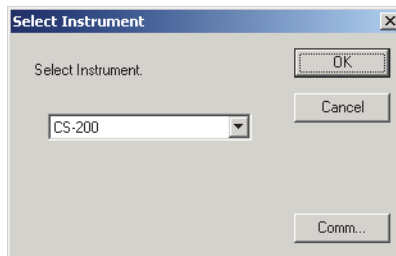 Select Instrument
Select Instrument.
OK
Cancel
CS-200
Comm...